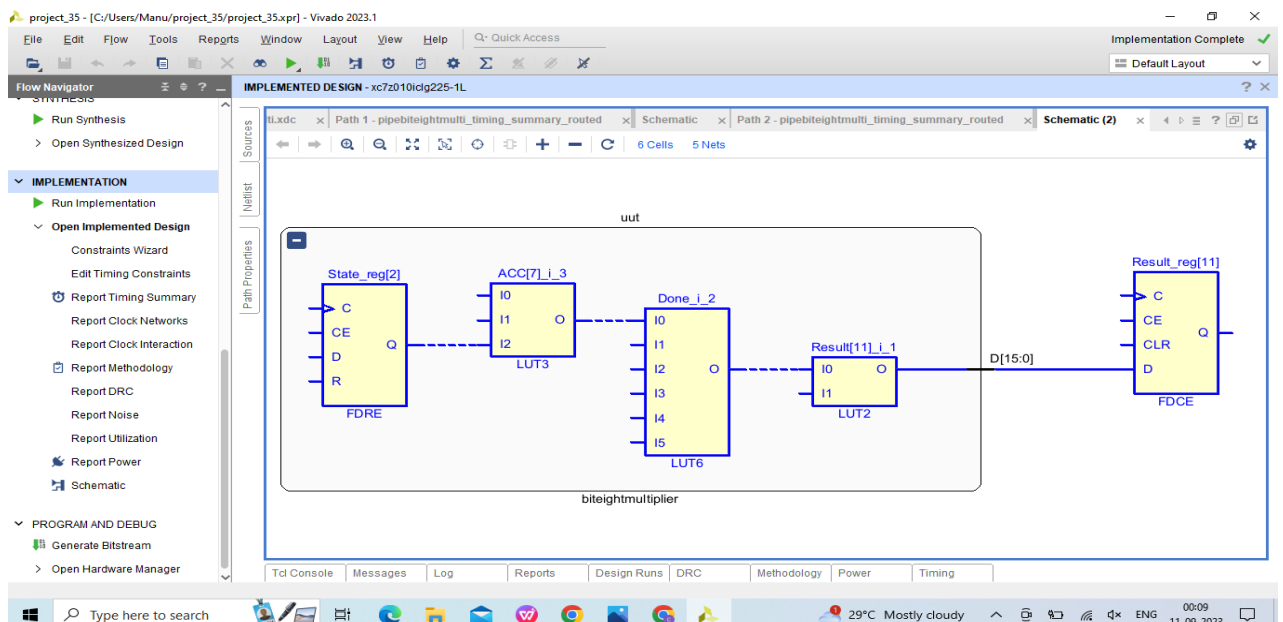 project_35 - [C:/Users/Manu/project_35/project_35.xpr] - Vivado 2023.1
File Edit Flow Tools Reports Window Layout View Help Q- Quick Access Implementation Complete
Default Layout
Flow Navigator ? IMPLEMENTED DESIGN - xc7z010iclg225-1L ?
SYNTHESIS
Run Synthesis
Open Synthesized Design
IMPLEMENTATION
Run Implementation
Open Implemented Design
Constraints Wizard
Edit Timing Constraints
Report Timing Summary
Report Clock Networks
Report Clock Interaction
Report Methodology
Report DRC
Report Noise
Report Utilization
Report Power
Schematic
PROGRAM AND DEBUG
Generate Bitstream
Open Hardware Manager
Sources
Netlist
Path Properties
ti.xdc Path 1 - pipebiteightmulti_timing_summary_routed Schematic Path 2 - pipebiteightmulti_timing_summary_routed Schematic (2) ?
6 Cells 5 Nets
uut
State_reg[2]
C
CE
D
R
Q
FDRE
ACC[7]_i_3
I0
I1
I2
O
LUT3
Done_i_2
I0
I1
I2
I3
I4
I5
O
LUT6
Result[11]_i_1
I0
I1
O
LUT2
D[15:0]
Result_reg[11]
C
CE
CLR
D
Q
FDCE
biteightmultiplier
Tcl Console Messages Log Reports Design Runs DRC Methodology Power Timing
Type here to search
1
29°C Mostly cloudy
ENG
00:09
11-09-2023